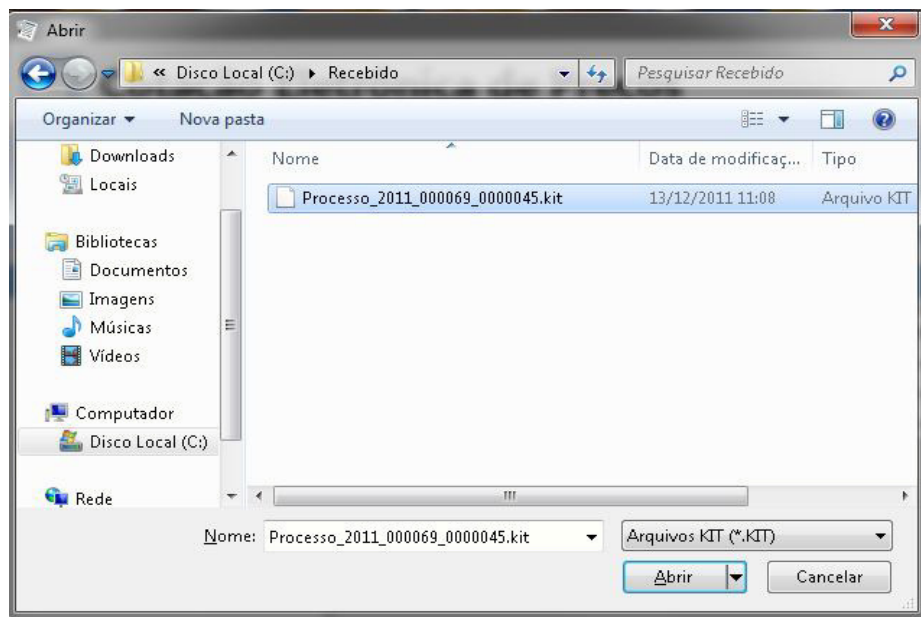 Abrir
« Disco Local (C:) ▸ Recebido
Pesquisar Recebido
Organizar
Nova pasta
Downloads
Locais
Bibliotecas
Documentos
Imagens
Músicas
Vídeos
Computador
Disco Local (C:)
Rede
Nome
Data de modificaç...
Tipo
Processo_2011_000069_0000045.kit
13/12/2011 11:08
Arquivo KIT
Nome: Processo_2011_000069_0000045.kit
Arquivos KIT (*.KIT)
Abrir
Cancelar